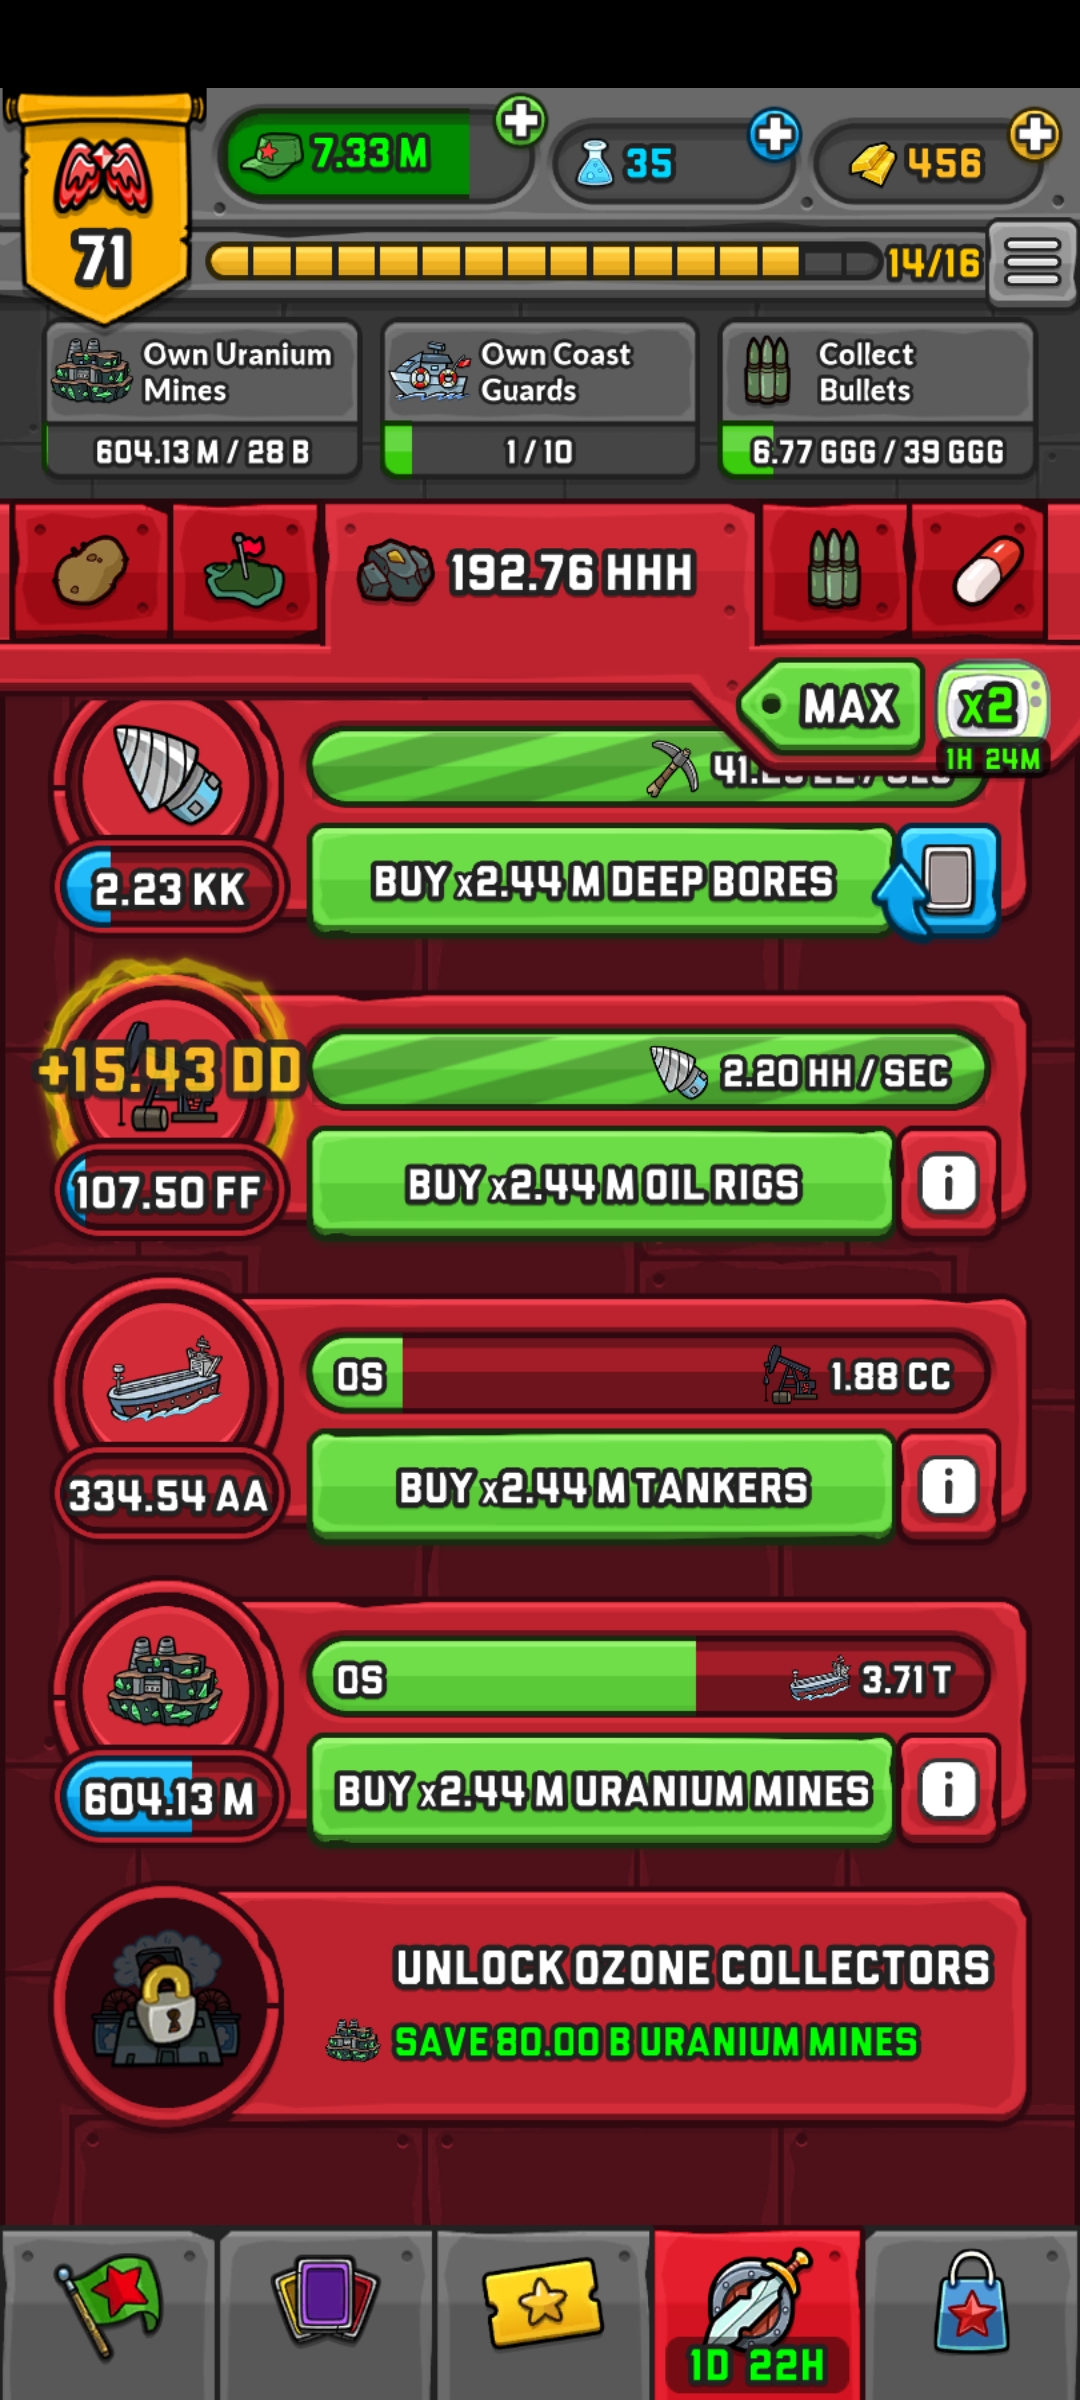 7.33 M
35
456
71
14/16
Own Uranium
Mines
604.13 M / 28 B
Own Coast
Guards
1 / 10
Collect
Bullets
6.77 GGG / 39 GGG
192.76 HHH
MAX
x2
1H 24M
2.23 KK
BUY x2.44 M DEEP BORES
+15.43 DD
2.20 HH / SEC
107.50 FF
BUY x2.44 M OIL RIGS
0S
1.88 CC
334.54 AA
BUY x2.44 M TANKERS
0S
3.71 T
604.13 M
BUY x2.44 M URANIUM MINES
UNLOCK OZONE COLLECTORS
SAVE 80.00 B URANIUM MINES
1D 22H